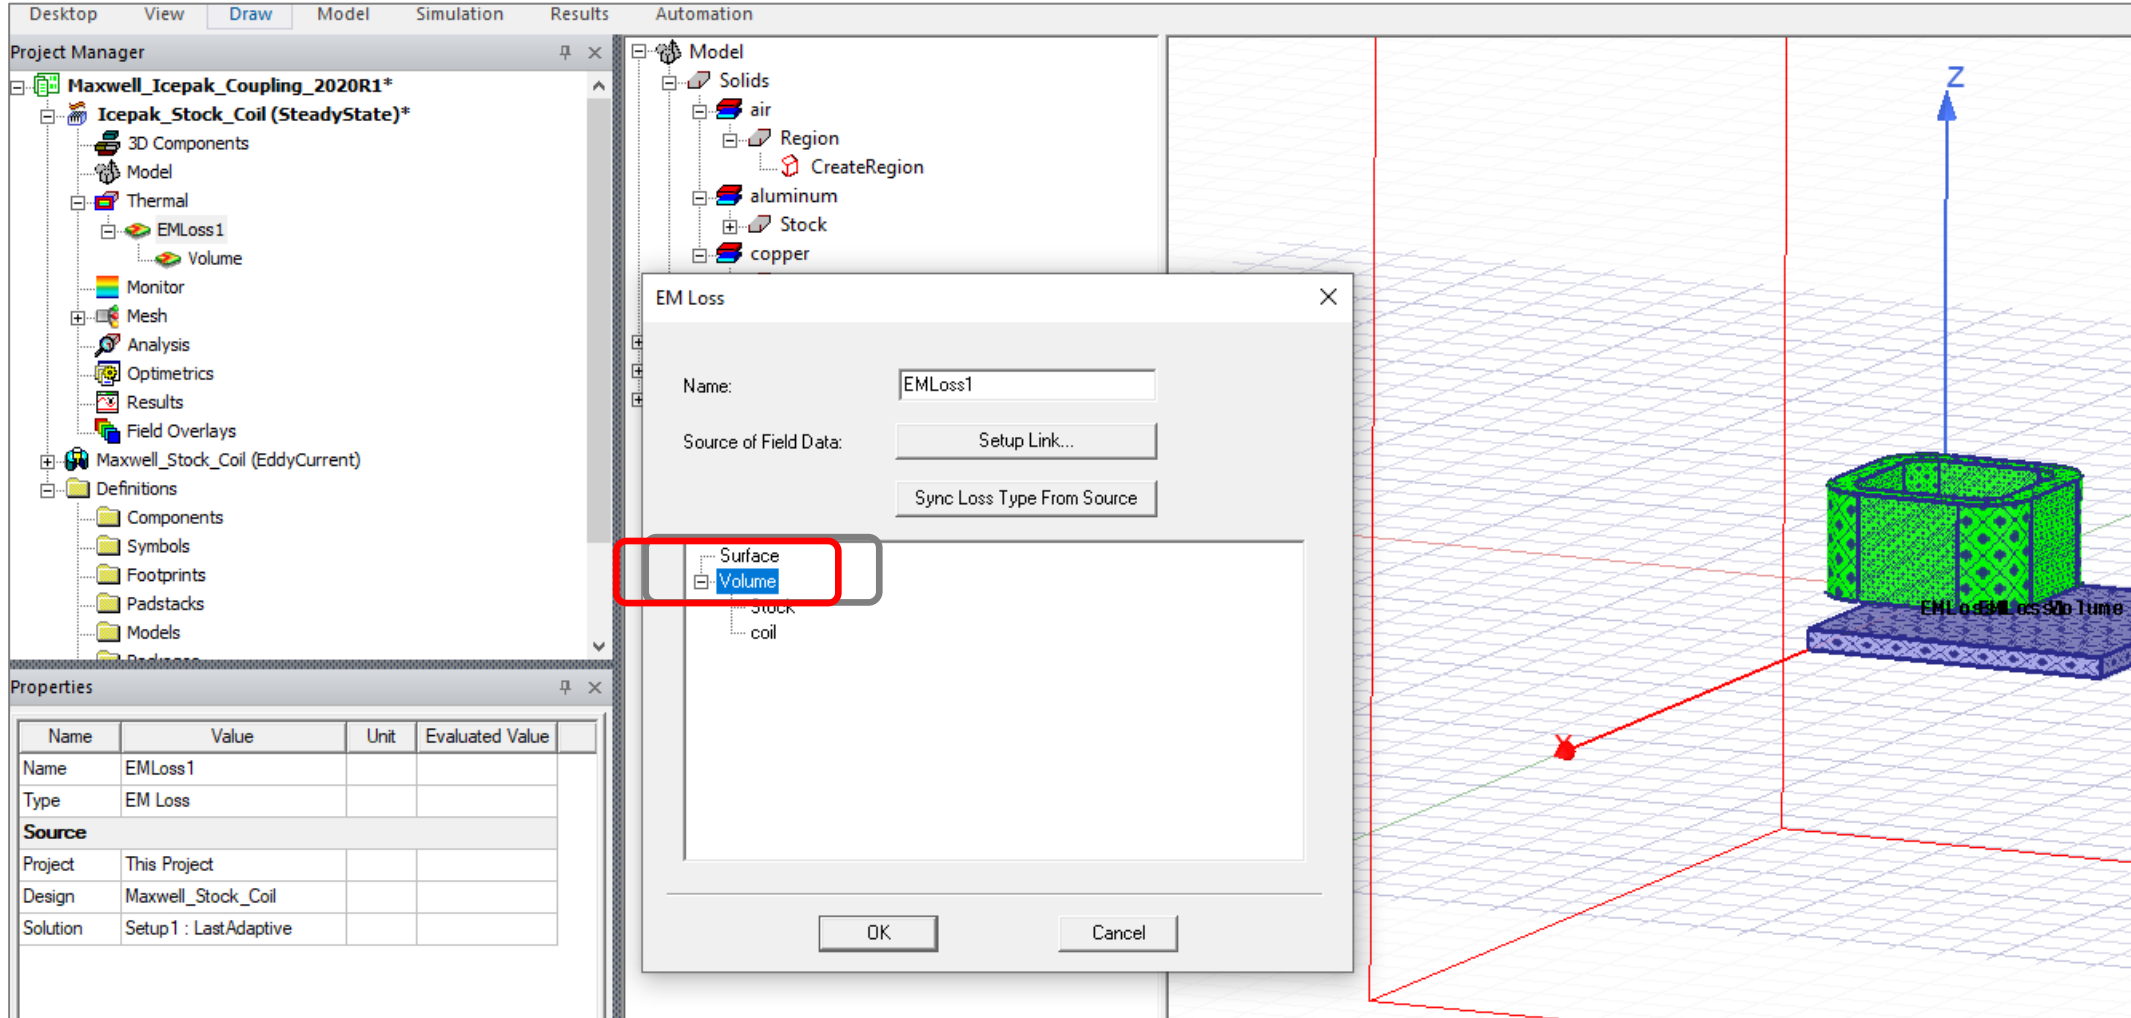 Desktop View Draw Model Simulation Results Automation
Project Manager
Maxwell_Icepak_Coupling_2020R1*
Icepak_Stock_Coil (SteadyState)*
3D Components
Model
Thermal
EMLoss1
Volume
Monitor
Mesh
Analysis
Optimetrics
Results
Field Overlays
Maxwell_Stock_Coil (EddyCurrent)
Definitions
Components
Symbols
Footprints
Padstacks
Models
Properties
Name Value Unit Evaluated Value
Name EMLoss1
Type EM Loss
Source
Project This Project
Design Maxwell_Stock_Coil
Solution Setup1 : LastAdaptive
Model
Solids
air
Region
CreateRegion
aluminum
Stock
copper
EM Loss
Name: EMLoss1
Source of Field Data: Setup Link...
Sync Loss Type From Source
Surface
Volume
Stock
coil
OK Cancel
Z
X